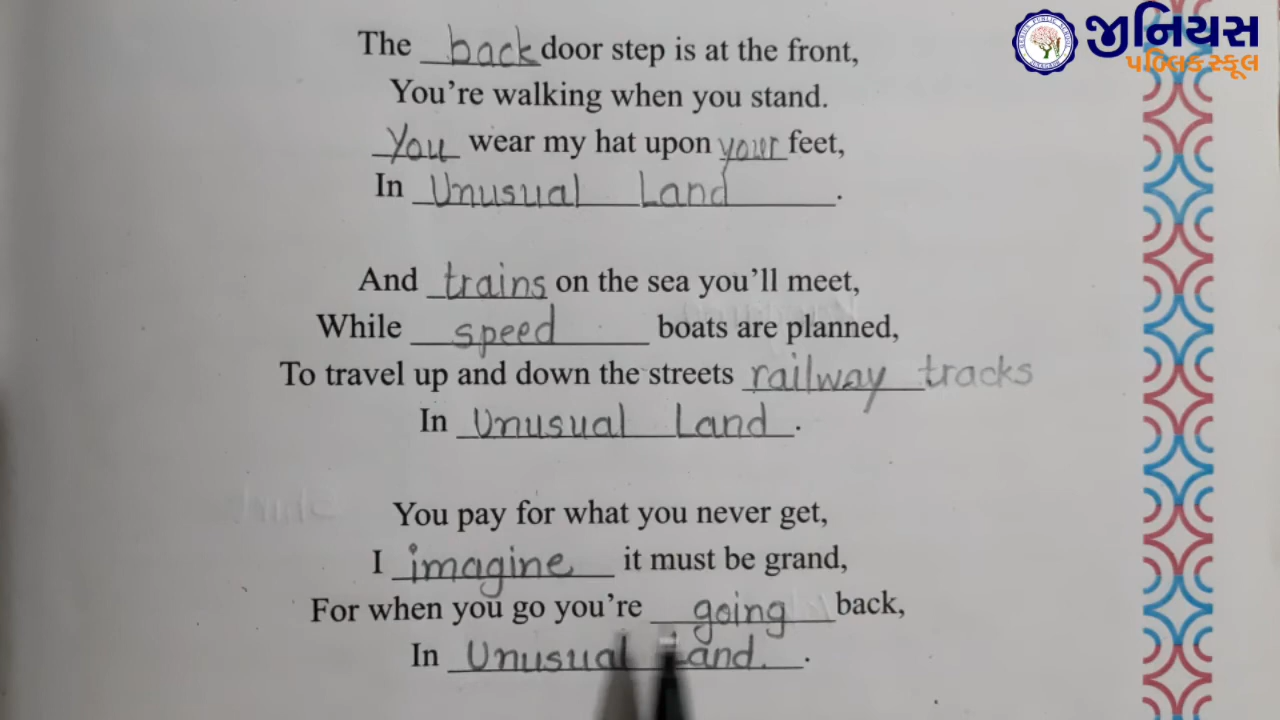 જીનિયસ
પબ્લિક સ્કૂલ
The back door step is at the front,
You're walking when you stand.
You wear my hat upon your feet,
In Unusual Land.
And trains on the sea you'll meet,
While speed boats are planned,
To travel up and down the streets railway tracks
In Unusual Land.
You pay for what you never get,
I imagine it must be grand,
For when you go you're going back,
In Unusual Land.